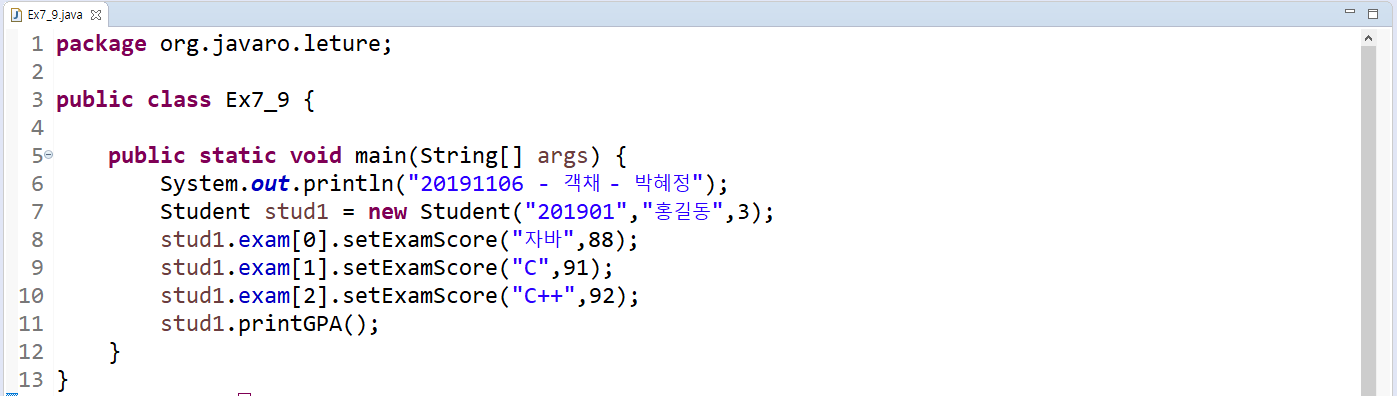 Ex7_9.java
1 package org.javaro.leture;
2
3 public class Ex7_9 {
4
5 public static void main(String[] args) {
6 System.out.println("20191106 - 객채 - 박혜정");
7 Student stud1 = new Student("201901","홍길동",3);
8 stud1.exam[0].setExamScore("자바",88);
9 stud1.exam[1].setExamScore("C",91);
10 stud1.exam[2].setExamScore("C++",92);
11 stud1.printGPA();
12 }
13 }